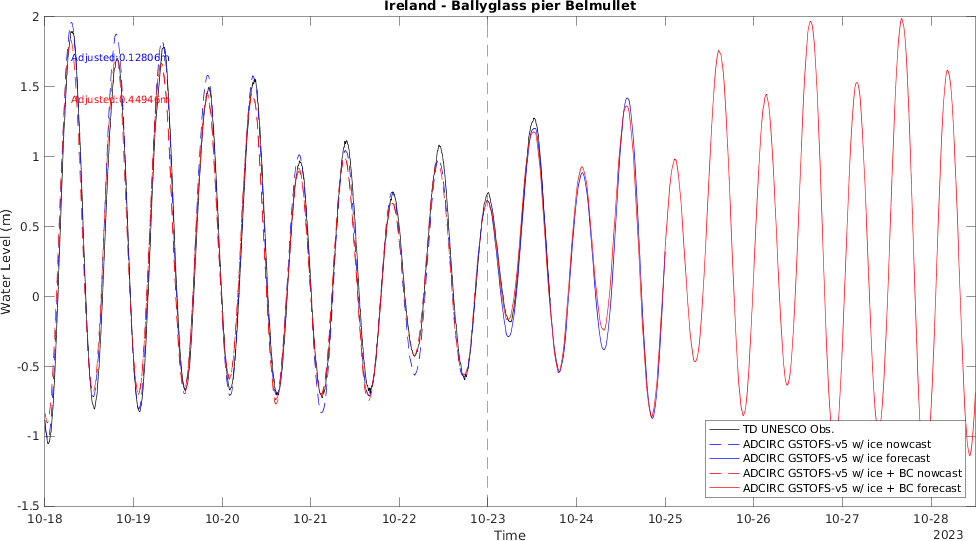 Ireland - Ballyglass pier Belmullet
Adjusted:0.12806m
Adjusted:0.44946m
2
1.5
1
0.5
0
-0.5
-1
-1.5
Water Level (m)
TD UNESCO Obs.
ADCIRC GSTOFS-v5 w/ ice nowcast
ADCIRC GSTOFS-v5 w/ ice forecast
ADCIRC GSTOFS-v5 w/ ice + BC nowcast
ADCIRC GSTOFS-v5 w/ ice + BC forecast
10-18 10-19 10-20 10-21 10-22 10-23 10-24 10-25 10-26 10-27 10-28
Time
2023